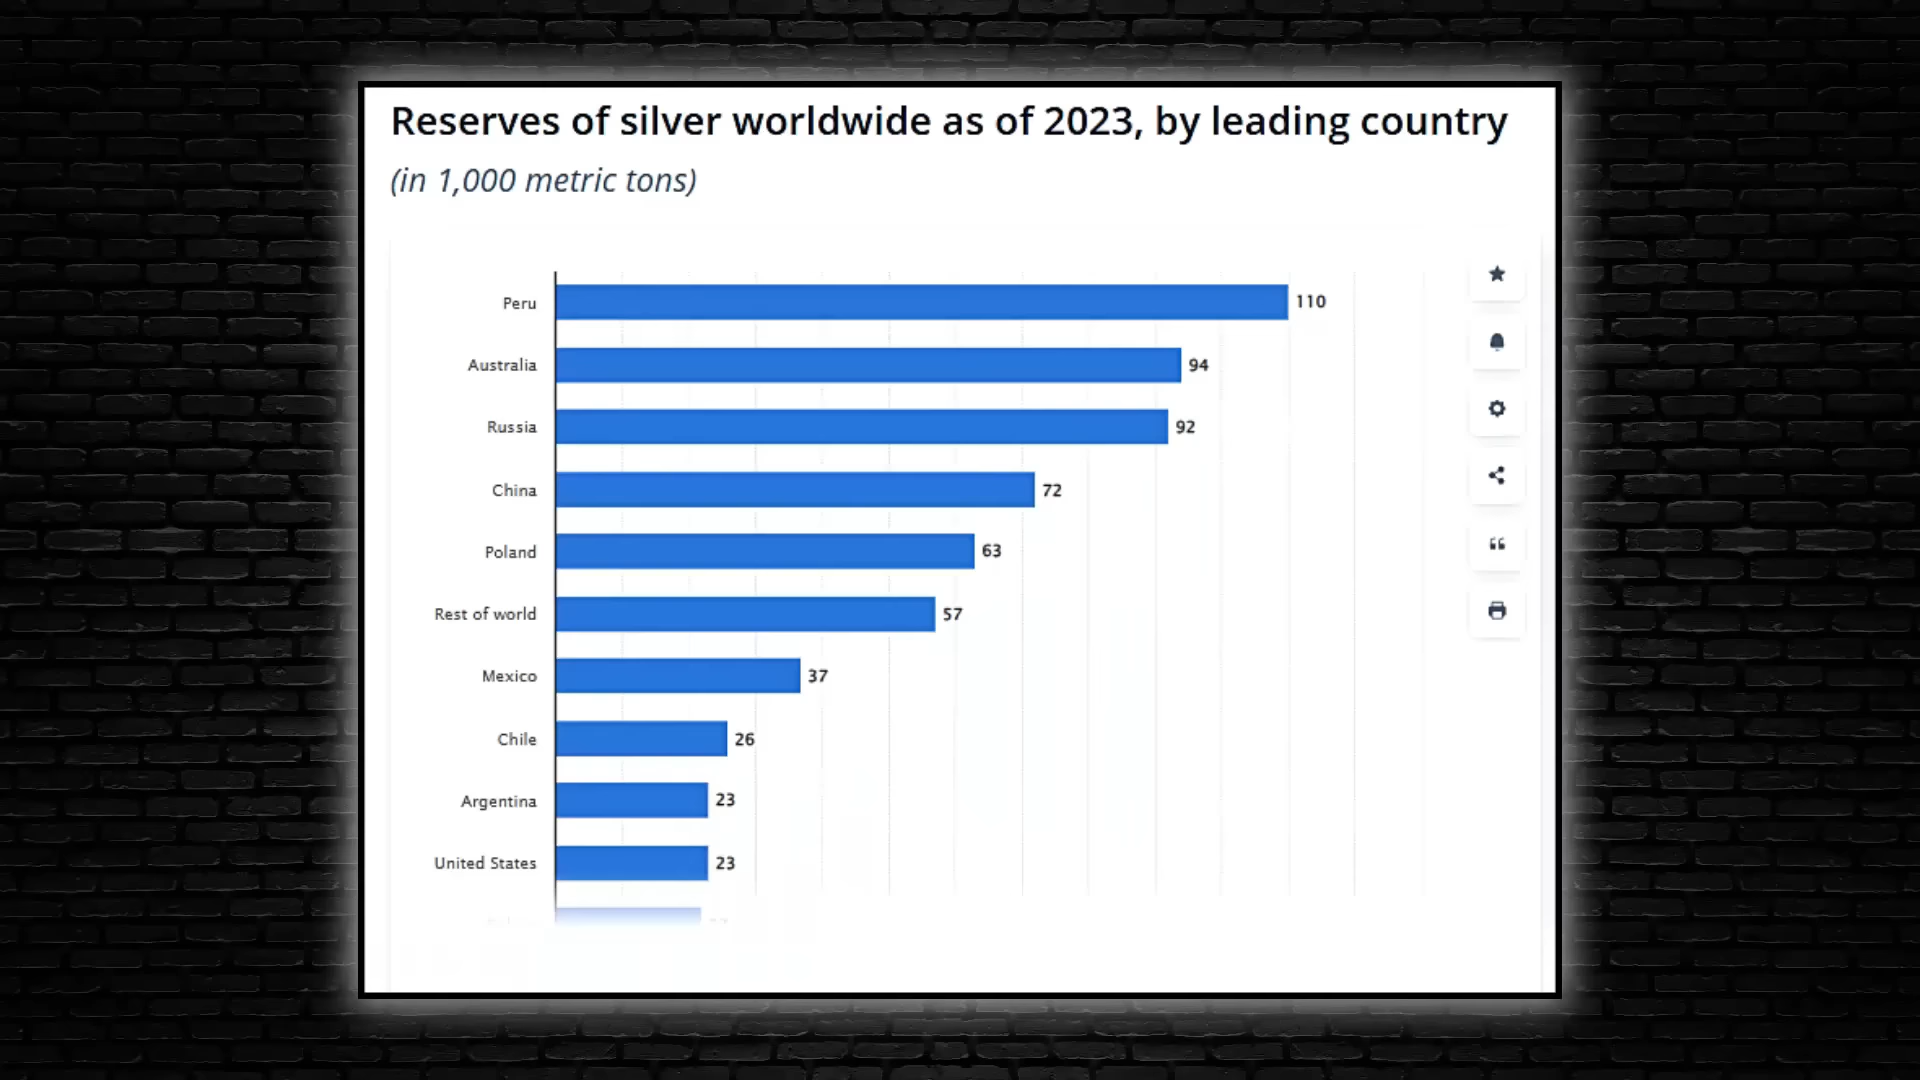 Reserves of silver worldwide as of 2023, by leading country
(in 1,000 metric tons)
Peru 110
Australia 94
Russia 92
China 72
Poland 63
Rest of world 57
Mexico 37
Chile 26
Argentina 23
United States 23